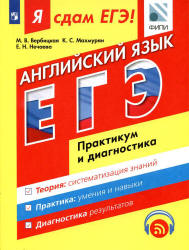 Я сдам ЕГЭ!
ФИПИ
М. В. Вербицкая К. С. Махмурян
Е. Н. Нечаева
АНГЛИЙСКИЙ ЯЗЫК
ЕГЭ
Практикум и диагностика
Теория: систематизация знаний
Практика: умения и навыки
Диагностика результатов